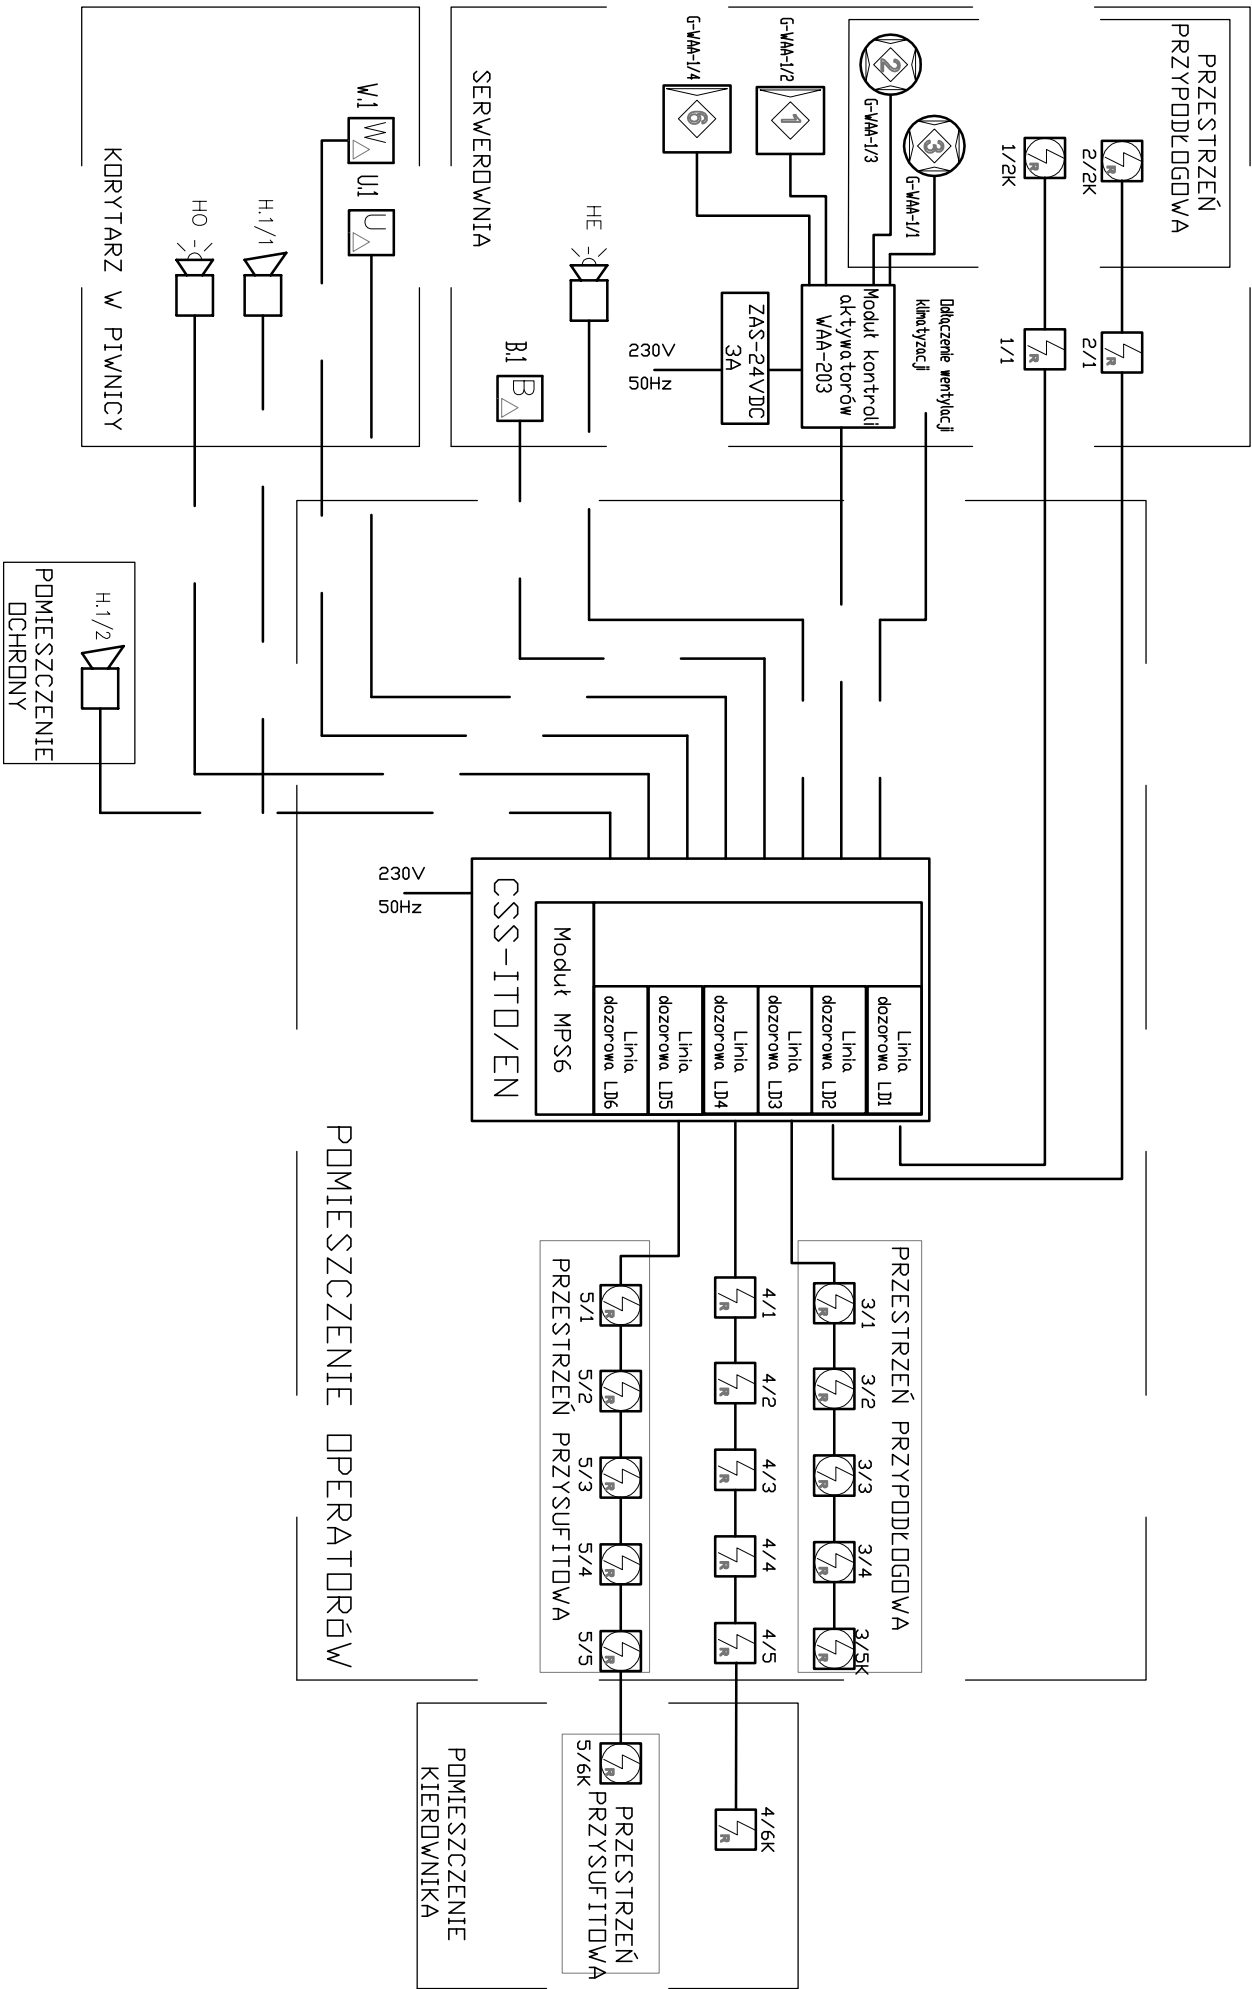 PRZESTRZEŃ
PRZYPODŁOGOWA
2
G-WAA-1/3
3
G-WAA-1/1
1
G-WAA-1/2
6
G-WAA-1/4
SERWEROWNIA
2/2K
R
2/1
R
1/2K
R
1/1
R
Odłączenie wentylacji
klimatyzacji
Moduł kontroli
aktywatorów
WAA-203
ZAS-24VDC
3A
230V
50Hz
HE
B.1
B
W.1
W
U.1
U
H.1/1
HO
KORYTARZ W PIWNICY
H.1/2
POMIESZCZENIE
OCHRONY
230V
50Hz
CSS-ITO/EN
Moduł MPS6
Linia
dozorowa LD1
Linia
dozorowa LD2
Linia
dozorowa LD3
Linia
dozorowa LD4
Linia
dozorowa LD5
Linia
dozorowa LD6
POMIESZCZENIE OPERATORÓW
PRZESTRZEŃ PRZYPODŁOGOWA
3/1
R
3/2
R
3/3
R
3/4
R
3/5K
R
4/1
R
4/2
R
4/3
R
4/4
R
4/5
R
4/6K
R
5/1
R
5/2
R
5/3
R
5/4
R
5/5
R
5/6K
R
PRZESTRZEŃ PRZYSUFITOWA
PRZESTRZEŃ
PRZYSUFITOWA
POMIESZCZENIE
KIEROWNIKA